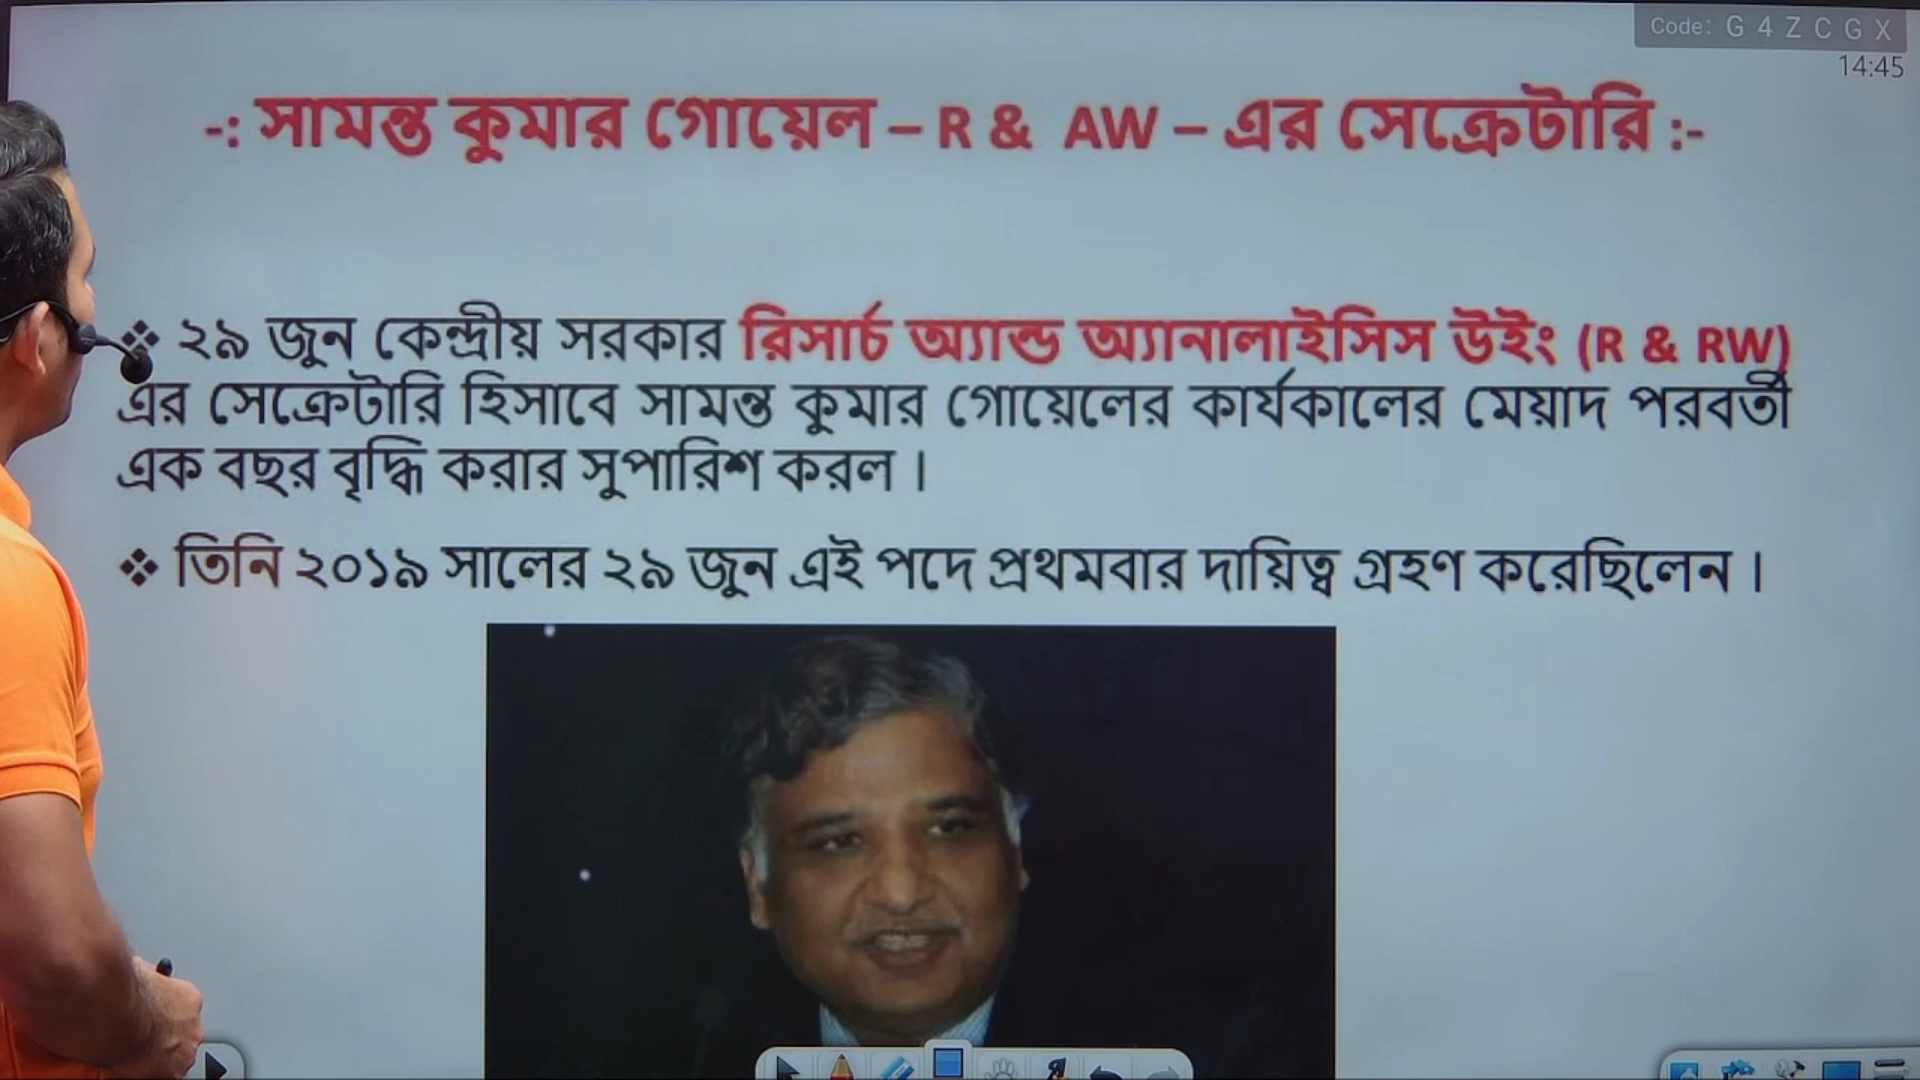 Code: G 4 Z C G X
14:45
-: সামন্ত কুমার গোয়েল – R & AW – এর সেক্রেটারি :-
❖ ২৯ জুন কেন্দ্রীয় সরকার রিসার্চ অ্যান্ড অ্যানালাইসিস উইং (R & RW)
এর সেক্রেটারি হিসাবে সামন্ত কুমার গোয়েলের কার্যকালের মেয়াদ পরবর্তী
এক বছর বৃদ্ধি করার সুপারিশ করল ।
❖ তিনি ২০১৯ সালের ২৯ জুন এই পদে প্রথমবার দায়িত্ব গ্রহণ করেছিলেন ।